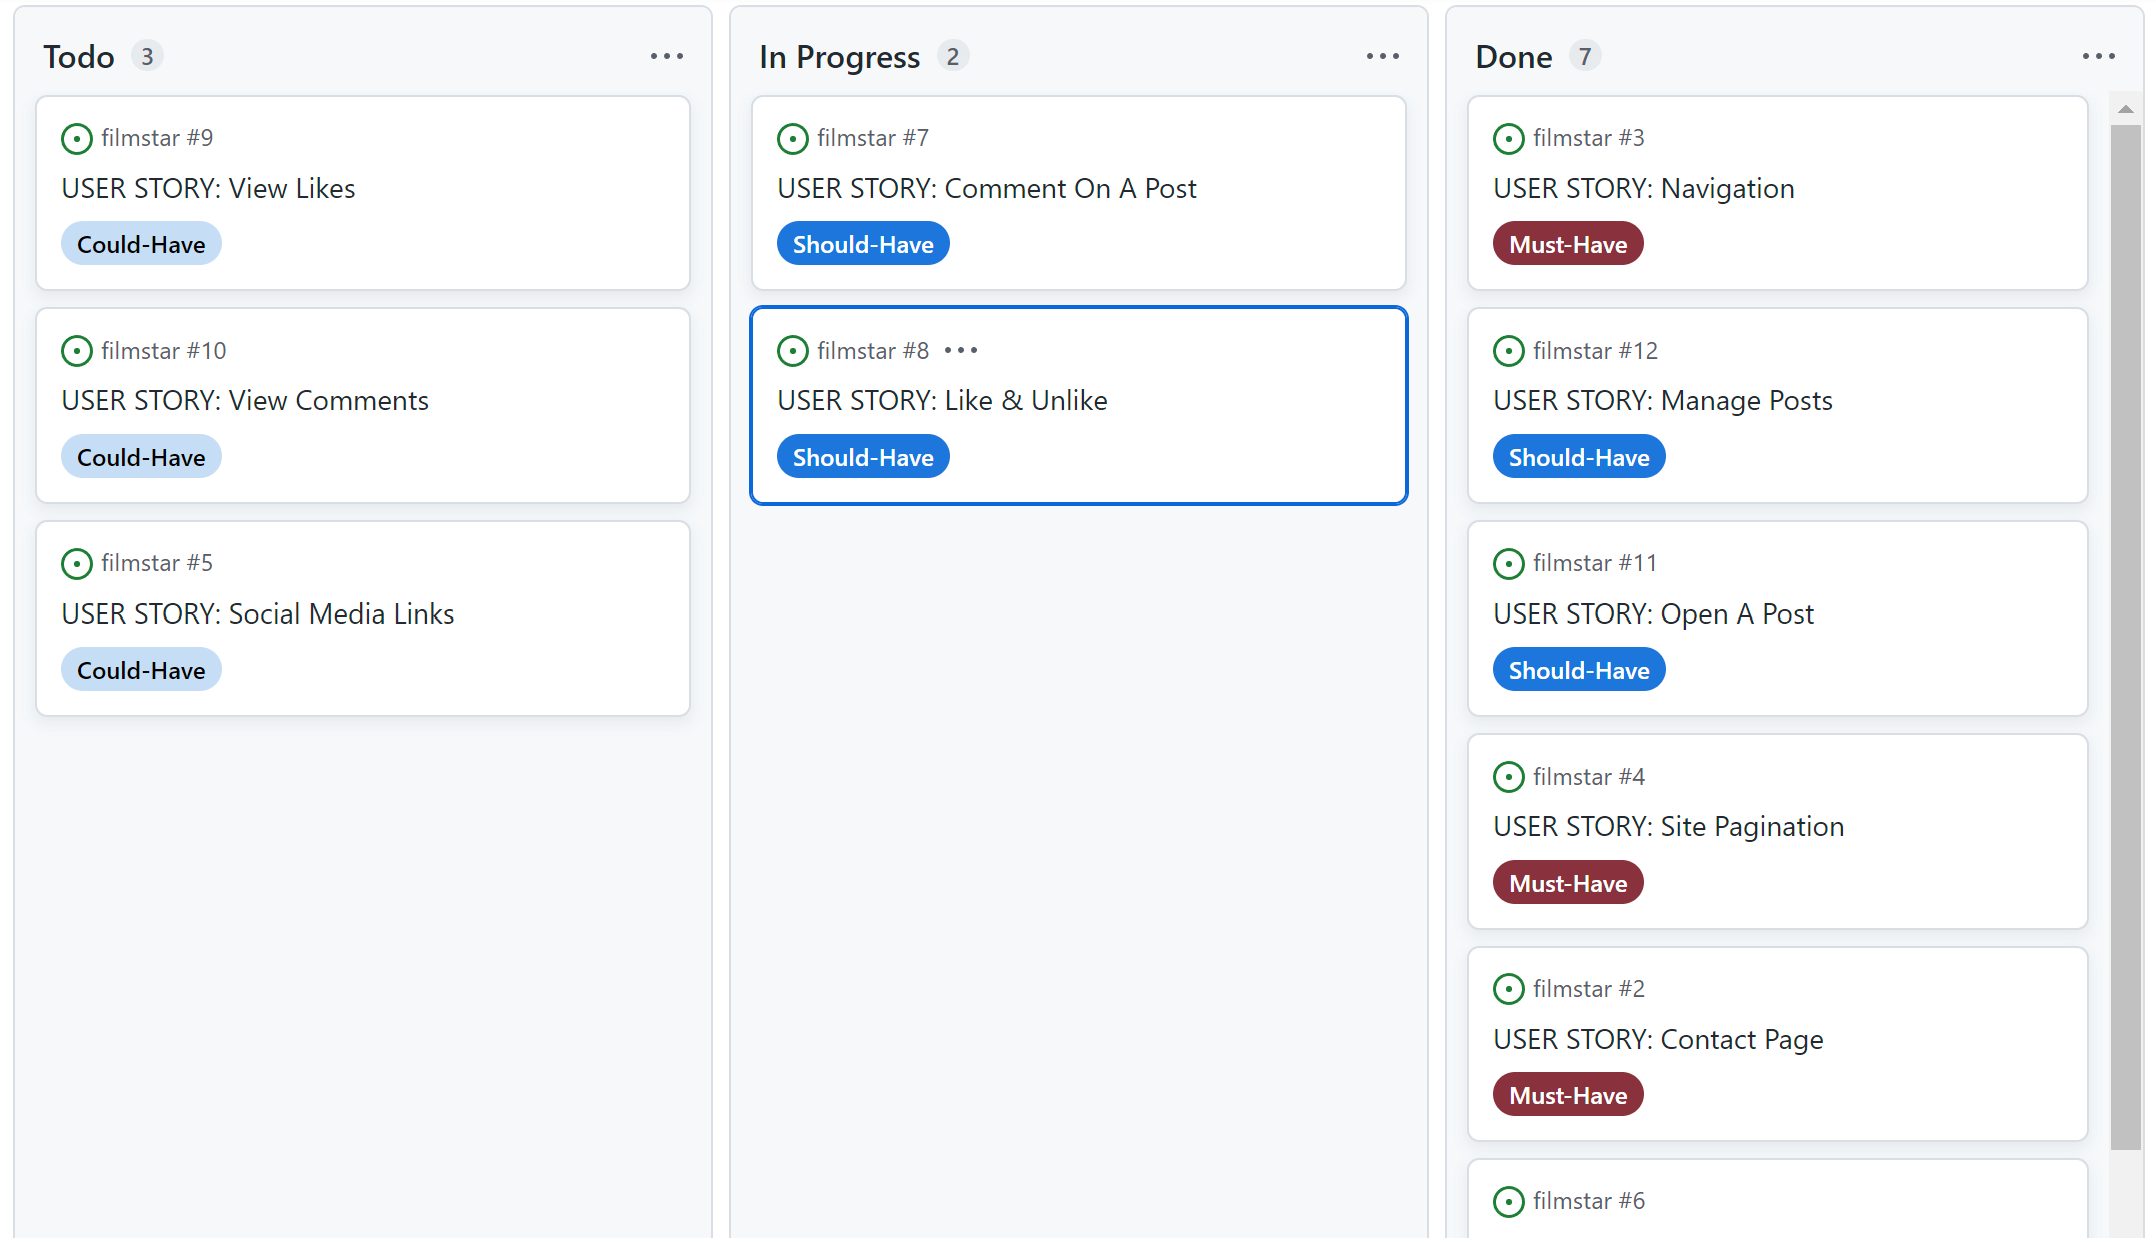 Todo 3
filmstar #9
USER STORY: View Likes
Could-Have
filmstar #10
USER STORY: View Comments
Could-Have
filmstar #5
USER STORY: Social Media Links
Could-Have
In Progress 2
filmstar #7
USER STORY: Comment On A Post
Should-Have
filmstar #8
USER STORY: Like & Unlike
Should-Have
Done 7
filmstar #3
USER STORY: Navigation
Must-Have
filmstar #12
USER STORY: Manage Posts
Should-Have
filmstar #11
USER STORY: Open A Post
Should-Have
filmstar #4
USER STORY: Site Pagination
Must-Have
filmstar #2
USER STORY: Contact Page
Must-Have
filmstar #6